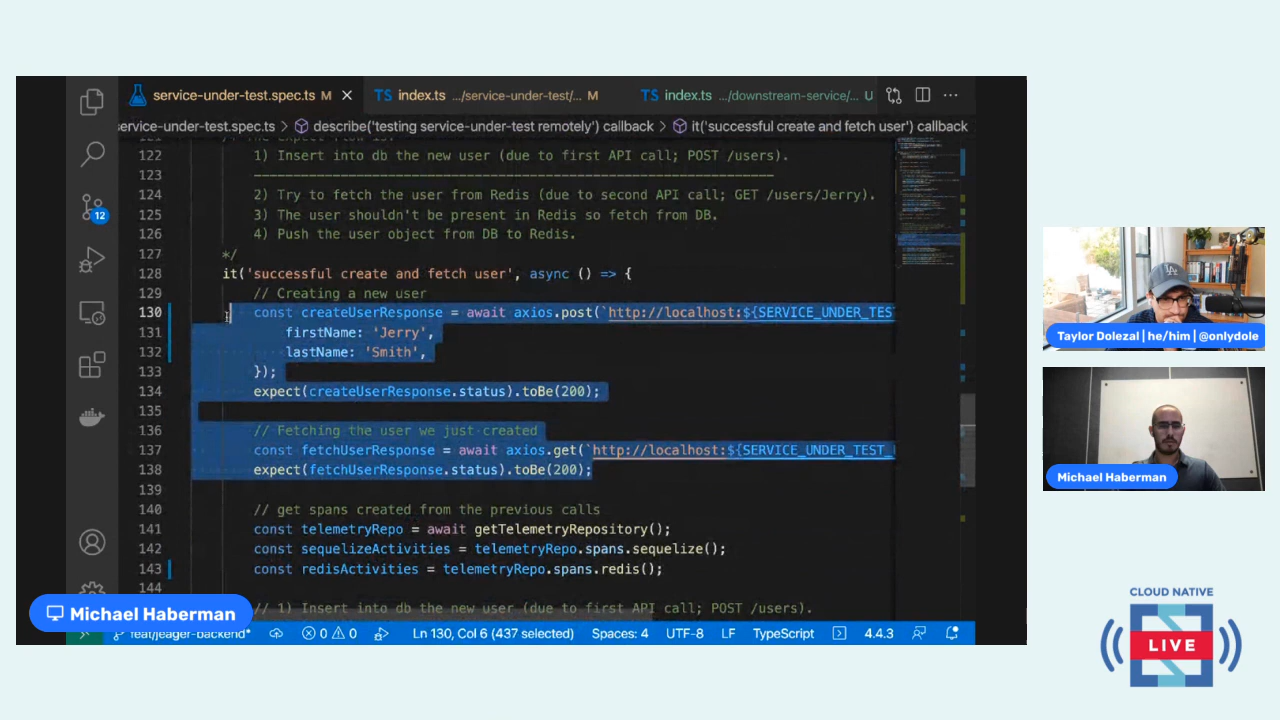 service-under-test.spec.ts M
TS index.ts .../service-under-test/... M
TS index.ts .../downstream-service/... U
service-under-test.spec.ts > describe('testing service-under-test remotely') callback > it('successful create and fetch user') callback
122 1) Insert into db the new user (due to first API call; POST /users).
123 ------------------------------------------------------------------
124 2) Try to fetch the user from Redis (due to second API call; GET /users/Jerry).
125 3) The user shouldn't be present in Redis so fetch from DB.
126 4) Push the user object from DB to Redis.
127 */
128 it('successful create and fetch user', async () => {
129 // Creating a new user
130 const createUserResponse = await axios.post(`http://localhost:${SERVICE_UNDER_TES
131 firstName: 'Jerry',
132 lastName: 'Smith',
133 });
134 expect(createUserResponse.status).toBe(200);
135
136 // Fetching the user we just created
137 const fetchUserResponse = await axios.get(`http://localhost:${SERVICE_UNDER_TEST_
138 expect(fetchUserResponse.status).toBe(200);
139
140 // get spans created from the previous calls
141 const telemetryRepo = await getTelemetryRepository();
142 const sequelizeActivities = telemetryRepo.spans.sequelize();
143 const redisActivities = telemetryRepo.spans.redis();
144
// 1) Insert into db the new user (due to first API call; POST /users).
12
Michael Haberman
feat/jeager-backend* 0 0 Ln 130, Col 6 (437 selected) Spaces: 4 UTF-8 LF TypeScript 4.4.3
LA
Taylor Dolezal | he/him | @onlydole
Michael Haberman
CLOUD NATIVE
LIVE